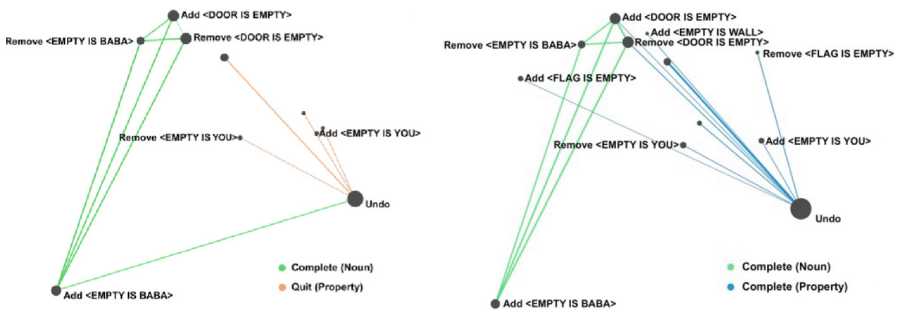 Add <DOOR IS EMPTY>
Remove <EMPTY IS BABA>
Remove <DOOR IS EMPTY>
Remove <EMPTY IS YOU>
Add <EMPTY IS YOU>
Undo
Add <EMPTY IS BABA>
Complete (Noun)
Quit (Property)
Add <DOOR IS EMPTY>
Add <EMPTY IS WALL>
Remove <EMPTY IS BABA>
Remove <DOOR IS EMPTY>
Remove <FLAG IS EMPTY>
Add <FLAG IS EMPTY>
Remove <EMPTY IS YOU>
Add <EMPTY IS YOU>
Undo
Add <EMPTY IS BABA>
Complete (Noun)
Complete (Property)